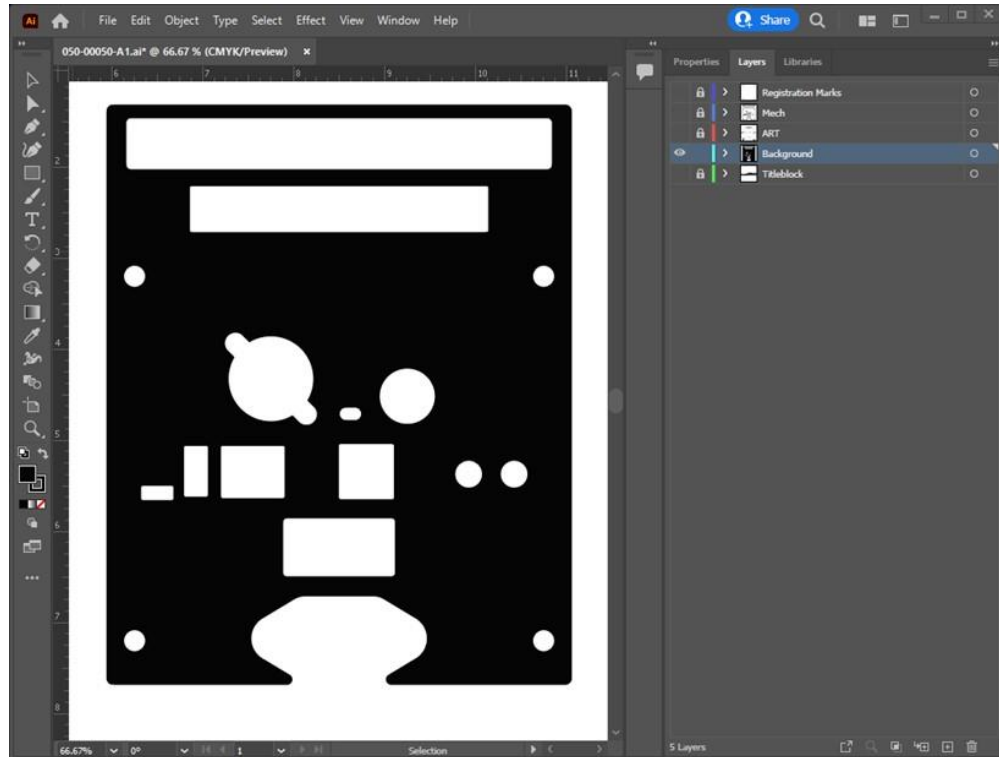 Ai File Edit Object Type Select Effect View Window Help Share
050-00050-A1.ai* @ 66.67 % (CMYK/Preview) ×
6 7 8 9 10 11
2
3
4
5
6
7
8
66.67% 0° 1 Selection
Properties Layers Libraries
Registration Marks
Mech
ART
Background
Titleblock
5 Layers